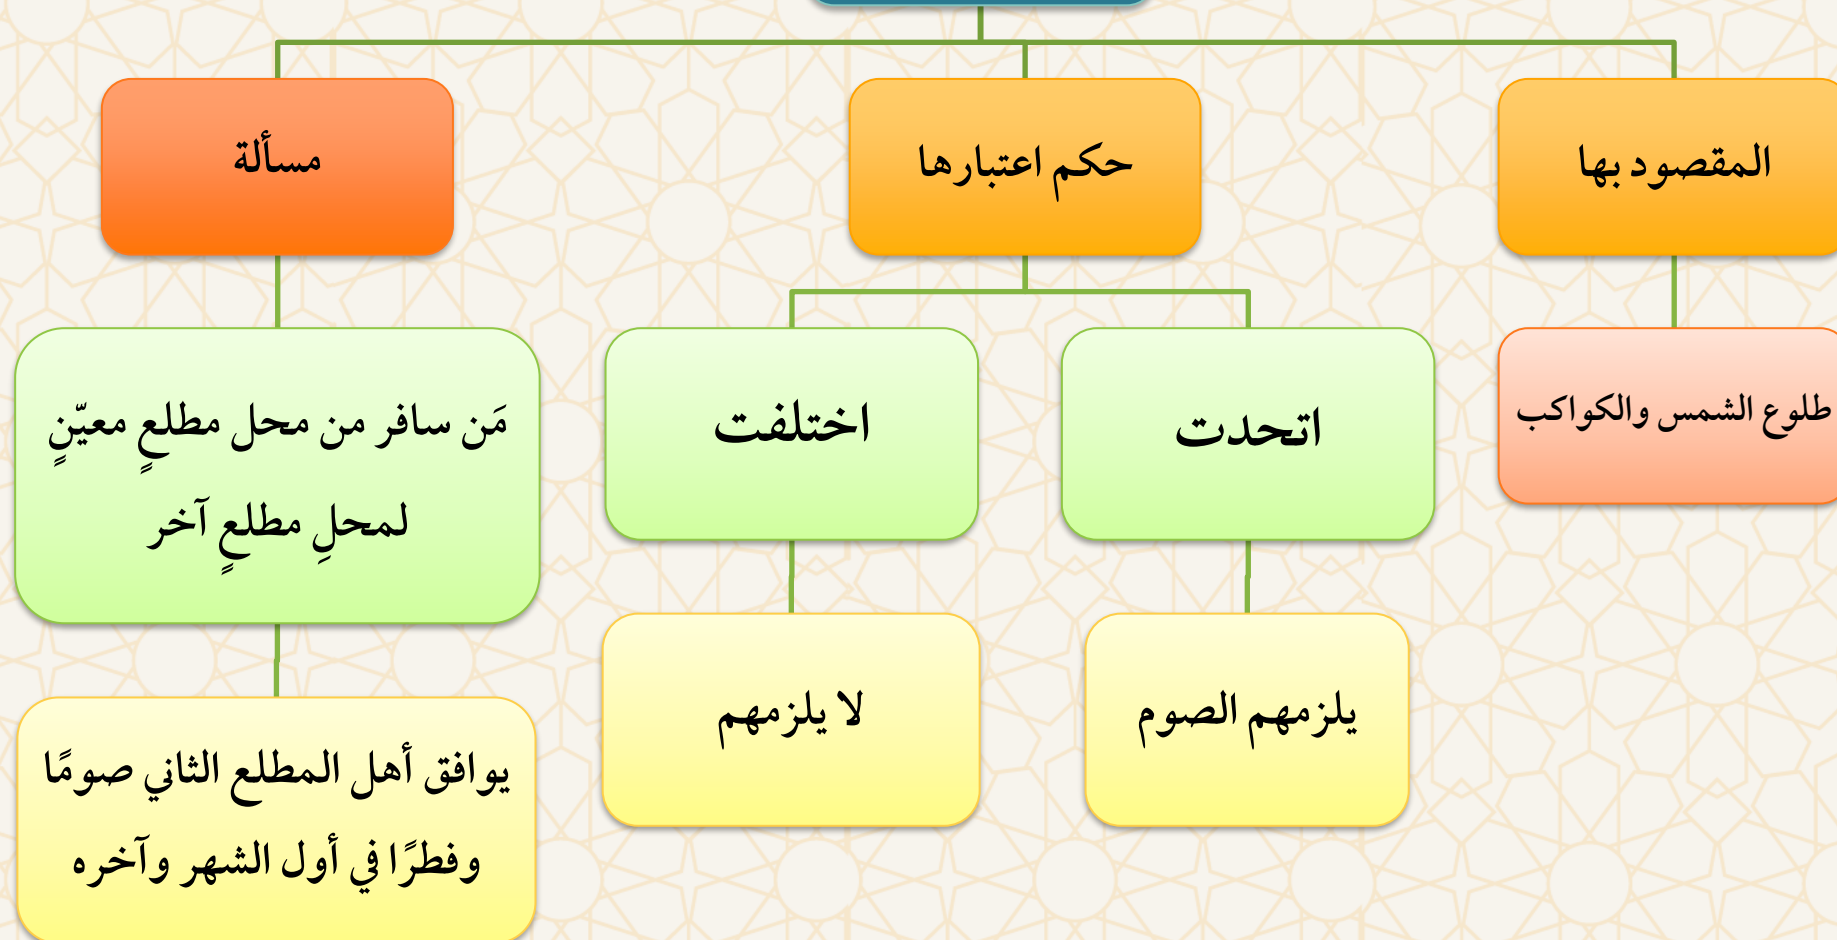 المقصود بها
حكم اعتبارها
مسألة
طلوع الشمس والكواكب
اتحدت
اختلفت
مَن سافر من محل مطلعٍ معيّنٍ
لمحلِ مطلعٍ آخر
يلزمهم الصوم
لا يلزمهم
يوافق أهل المطلع الثاني صومًا
وفطرًا في أول الشهر وآخره